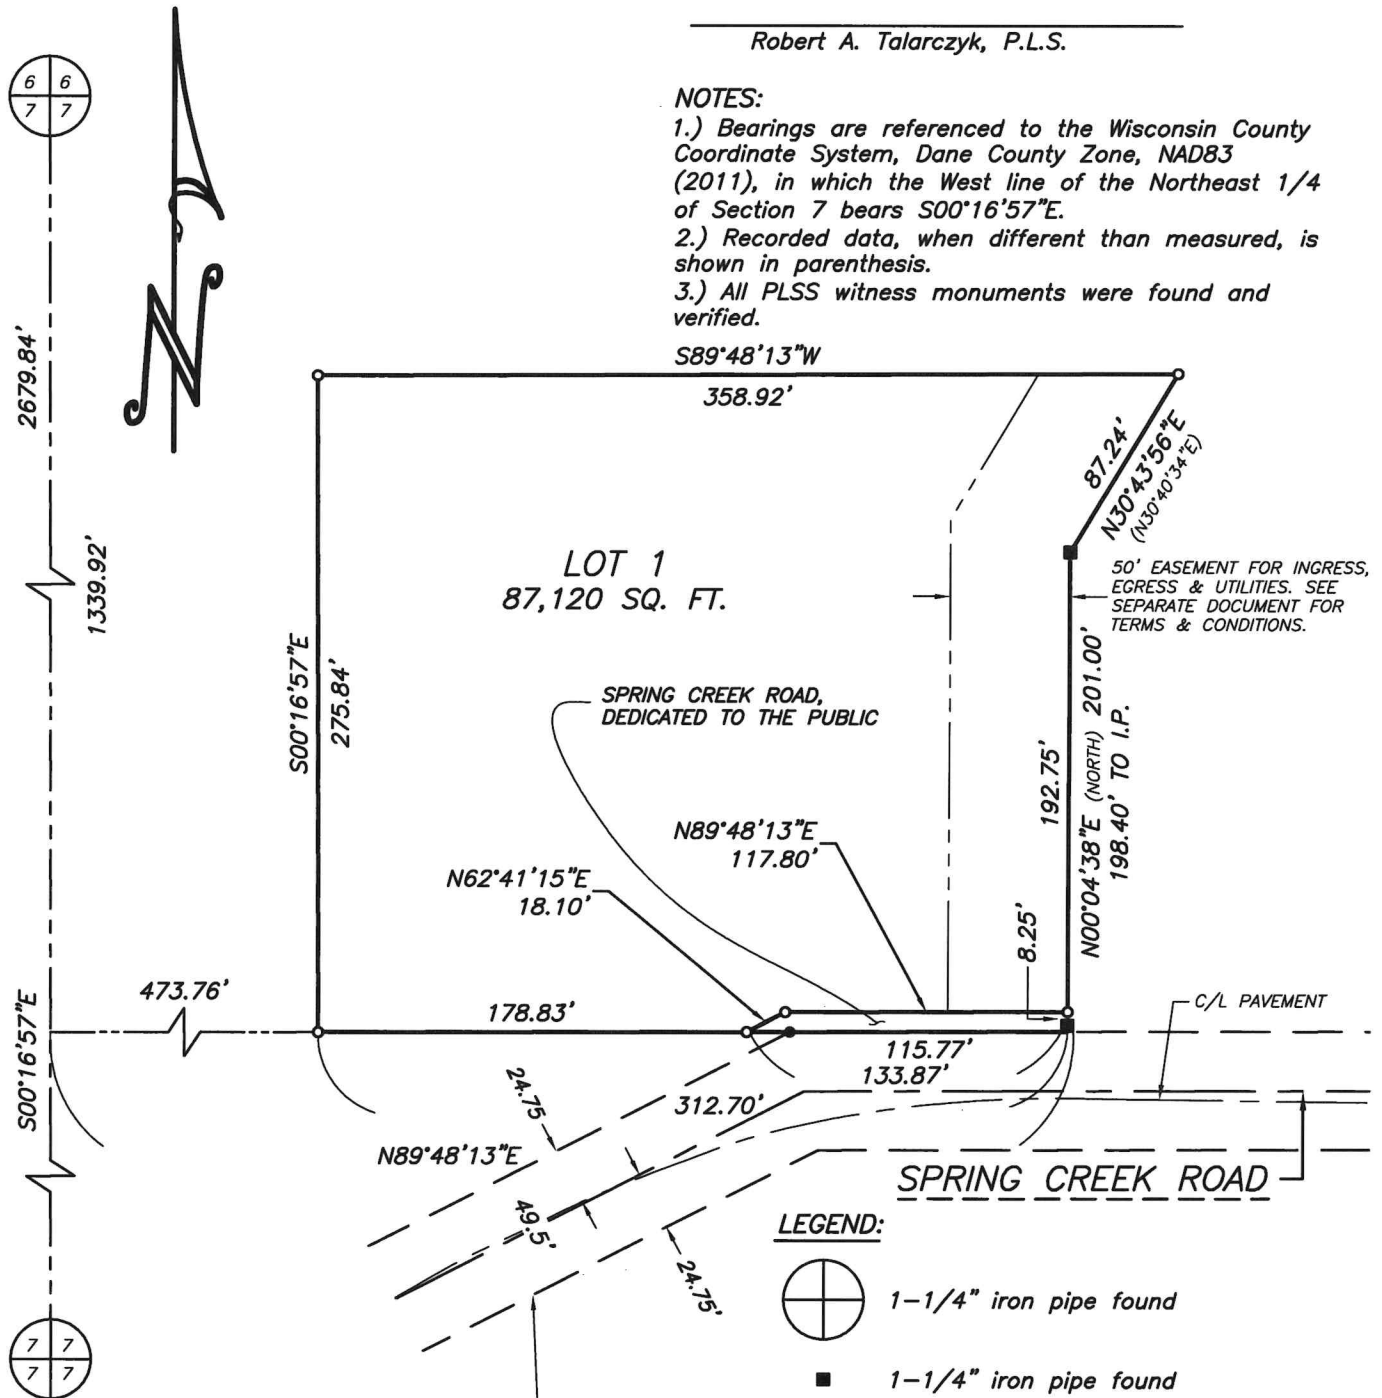 Robert A. Talarczyk, P.L.S.
6 6
7 7
NOTES:
1.) Bearings are referenced to the Wisconsin County
Coordinate System, Dane County Zone, NAD83
(2011), in which the West line of the Northeast 1/4
of Section 7 bears S00°16'57"E.
2.) Recorded data, when different than measured, is
shown in parenthesis.
3.) All PLSS witness monuments were found and
verified.
N
2679.84'
1339.92'
S89°48'13"W
358.92'
87.24'
N30°43'56"E
(N30°40'34"E)
LOT 1
87,120 SQ. FT.
50' EASEMENT FOR INGRESS,
EGRESS & UTILITIES. SEE
SEPARATE DOCUMENT FOR
TERMS & CONDITIONS.
S00°16'57"E
275.84'
SPRING CREEK ROAD,
DEDICATED TO THE PUBLIC
192.75'
N00°04'38"E (NORTH) 201.00'
198.40' TO I.P.
N89°48'13"E
117.80'
N62°41'15"E
18.10'
8.25'
473.76'
178.83'
C/L PAVEMENT
S00°16'57"E
115.77'
133.87'
24.75
312.70'
N89°48'13"E
SPRING CREEK ROAD
49.5'
24.75'
LEGEND:
1-1/4" iron pipe found
7 7
7 7
1-1/4" iron pipe found